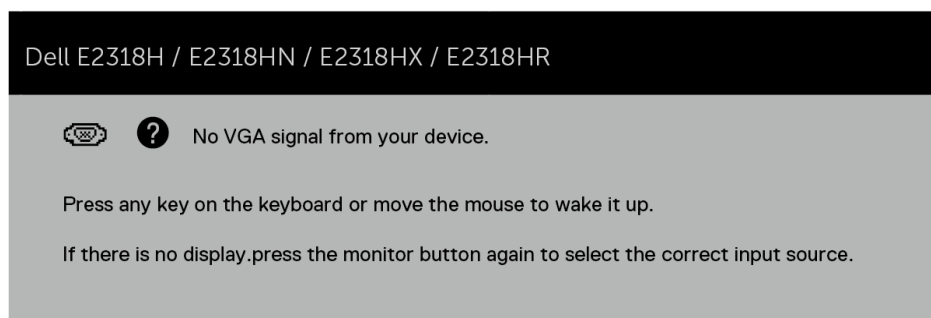 Dell E2318H / E2318HN / E2318HX / E2318HR
No VGA signal from your device.
Press any key on the keyboard or move the mouse to wake it up.
If there is no display.press the monitor button again to select the correct input source.